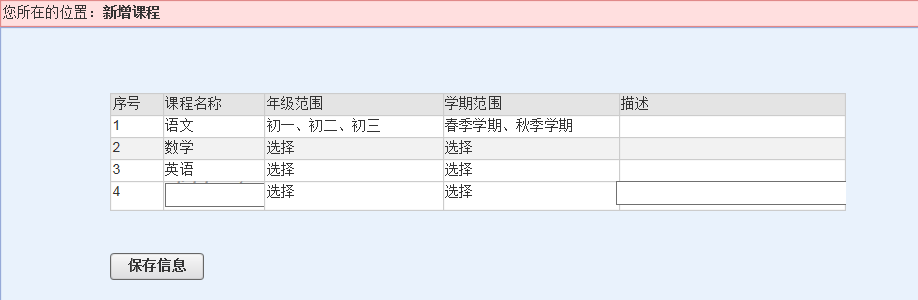 您所在的位置：新增课程
序号 课程名称 年级范围 学期范围 描述
1 语文 初一、初二、初三 春季学期、秋季学期
2 数学 选择 选择
3 英语 选择 选择
4 选择 选择
保存信息